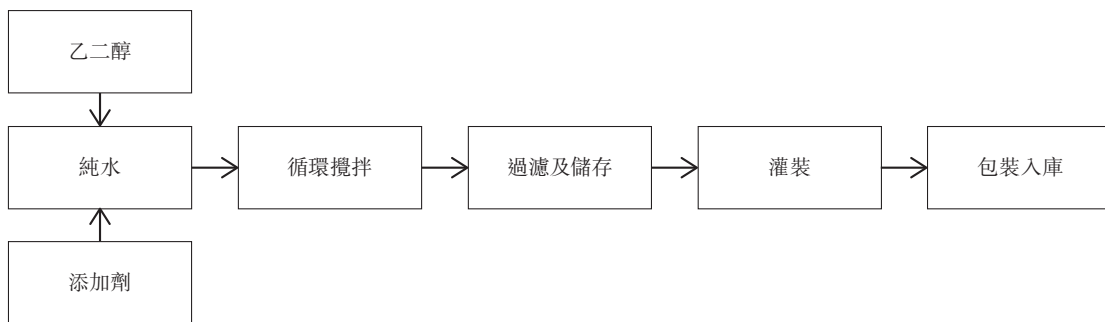 乙二醇
純水
循環攪拌
過濾及儲存
灌裝
包裝入庫
添加劑